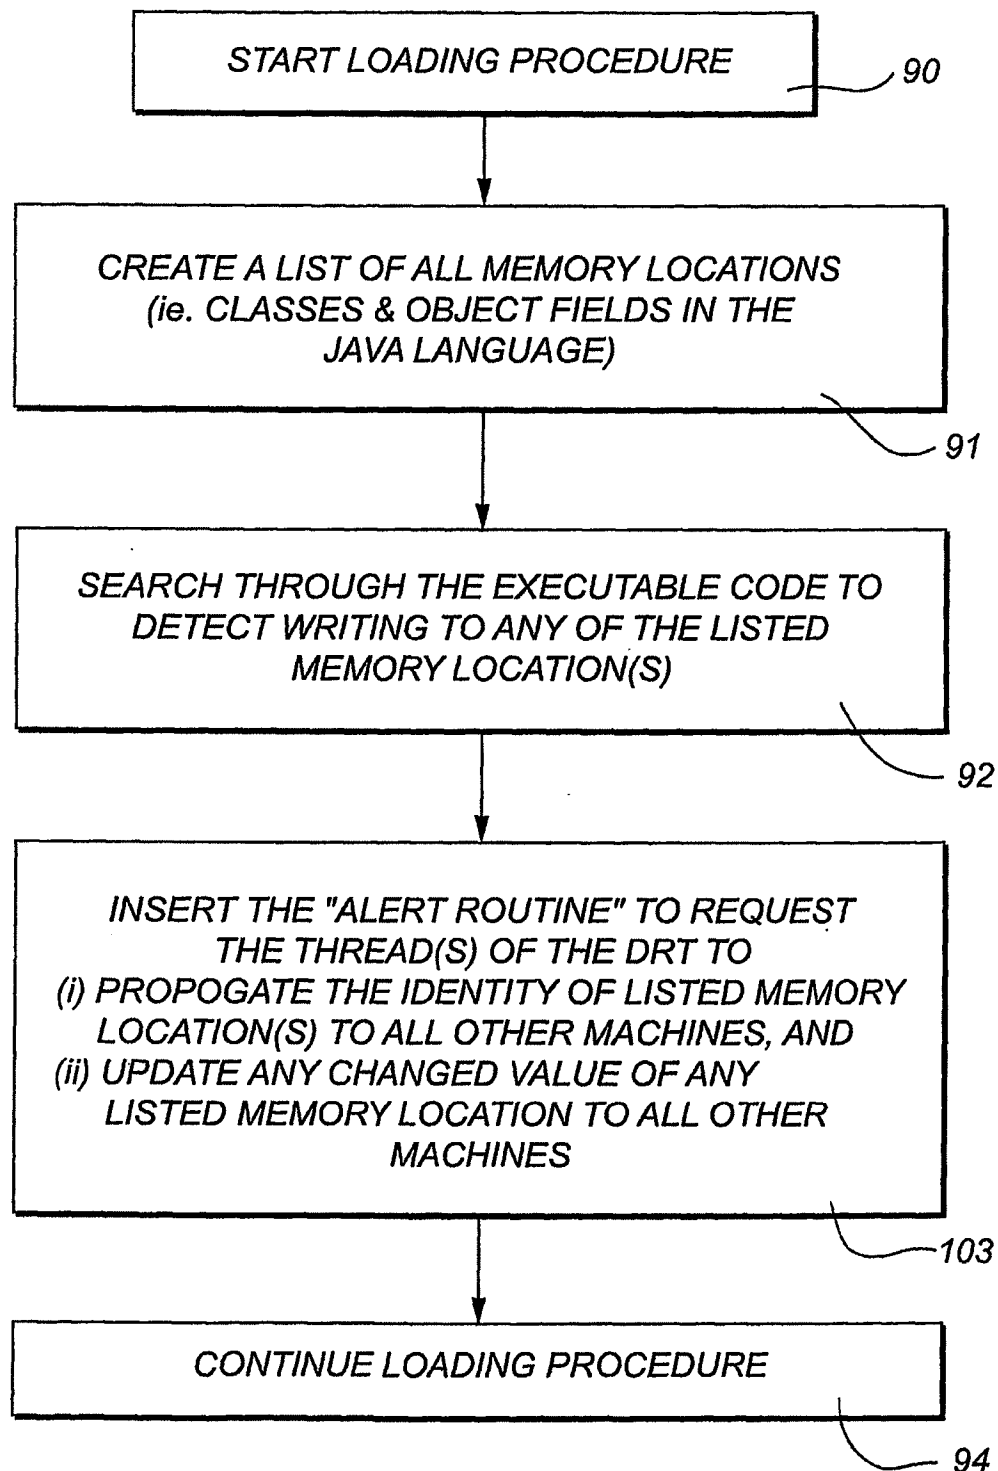 START LOADING PROCEDURE
90
CREATE A LIST OF ALL MEMORY LOCATIONS
(ie. CLASSES & OBJECT FIELDS IN THE
JAVA LANGUAGE)
91
SEARCH THROUGH THE EXECUTABLE CODE TO
DETECT WRITING TO ANY OF THE LISTED
MEMORY LOCATION(S)
92
INSERT THE "ALERT ROUTINE" TO REQUEST
THE THREAD(S) OF THE DRT TO
(i) PROPOGATE THE IDENTITY OF LISTED MEMORY
LOCATION(S) TO ALL OTHER MACHINES, AND
(ii) UPDATE ANY CHANGED VALUE OF ANY
LISTED MEMORY LOCATION TO ALL OTHER
MACHINES
103
CONTINUE LOADING PROCEDURE
94